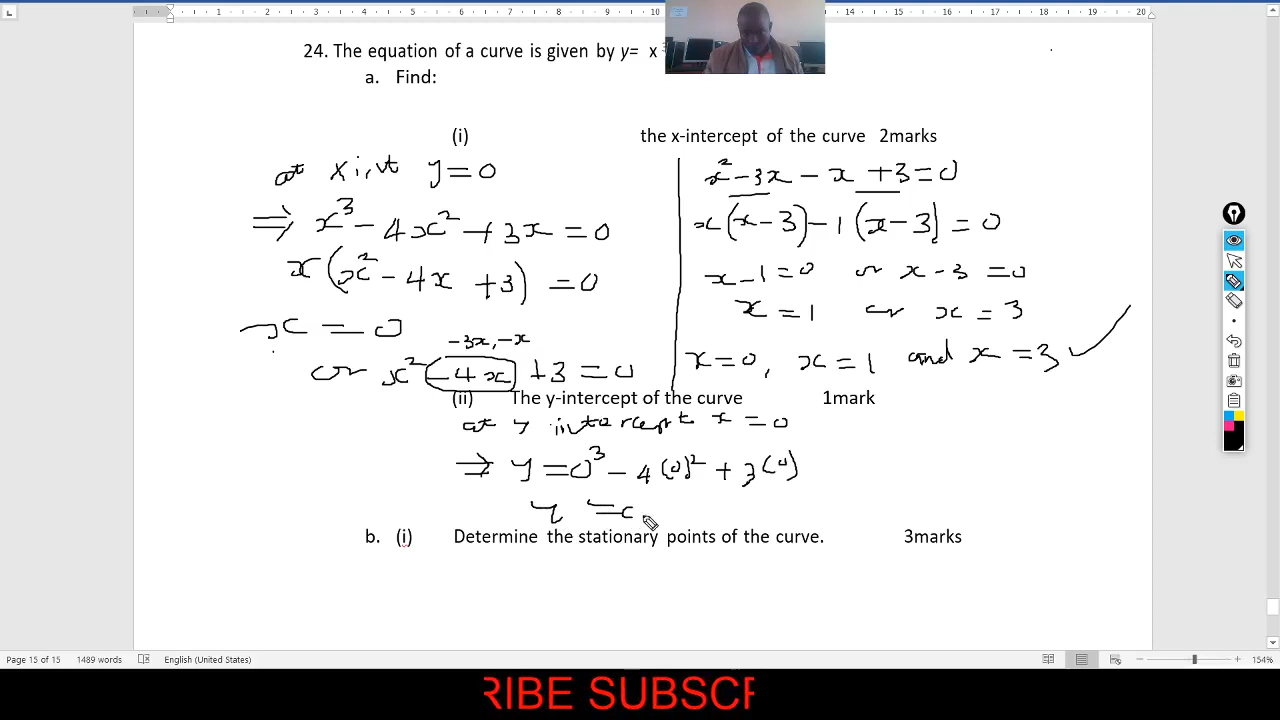 24. The equation of a curve is given by y= x
a. Find:
(i) the x-intercept of the curve 2marks
at x int y = 0
⇒ x³ - 4x² + 3x = 0
x(x² - 4x + 3) = 0
x = 0
-3x, -x
or x² - 4x + 3 = 0
x² - 3x - x + 3 = 0
x(x - 3) - 1(x - 3) = 0
x - 1 = 0 or x - 3 = 0
x = 1 or x = 3
x = 0, x = 1 and x = 3 ✓
(ii) The y-intercept of the curve 1mark
at y intercept x = 0
⇒ y = 0³ - 4(0)² + 3(0)
y = 0
b. (i) Determine the stationary points of the curve. 3marks
Page 15 of 15 1489 words English (United States) 154%
RIBE SUBSCR